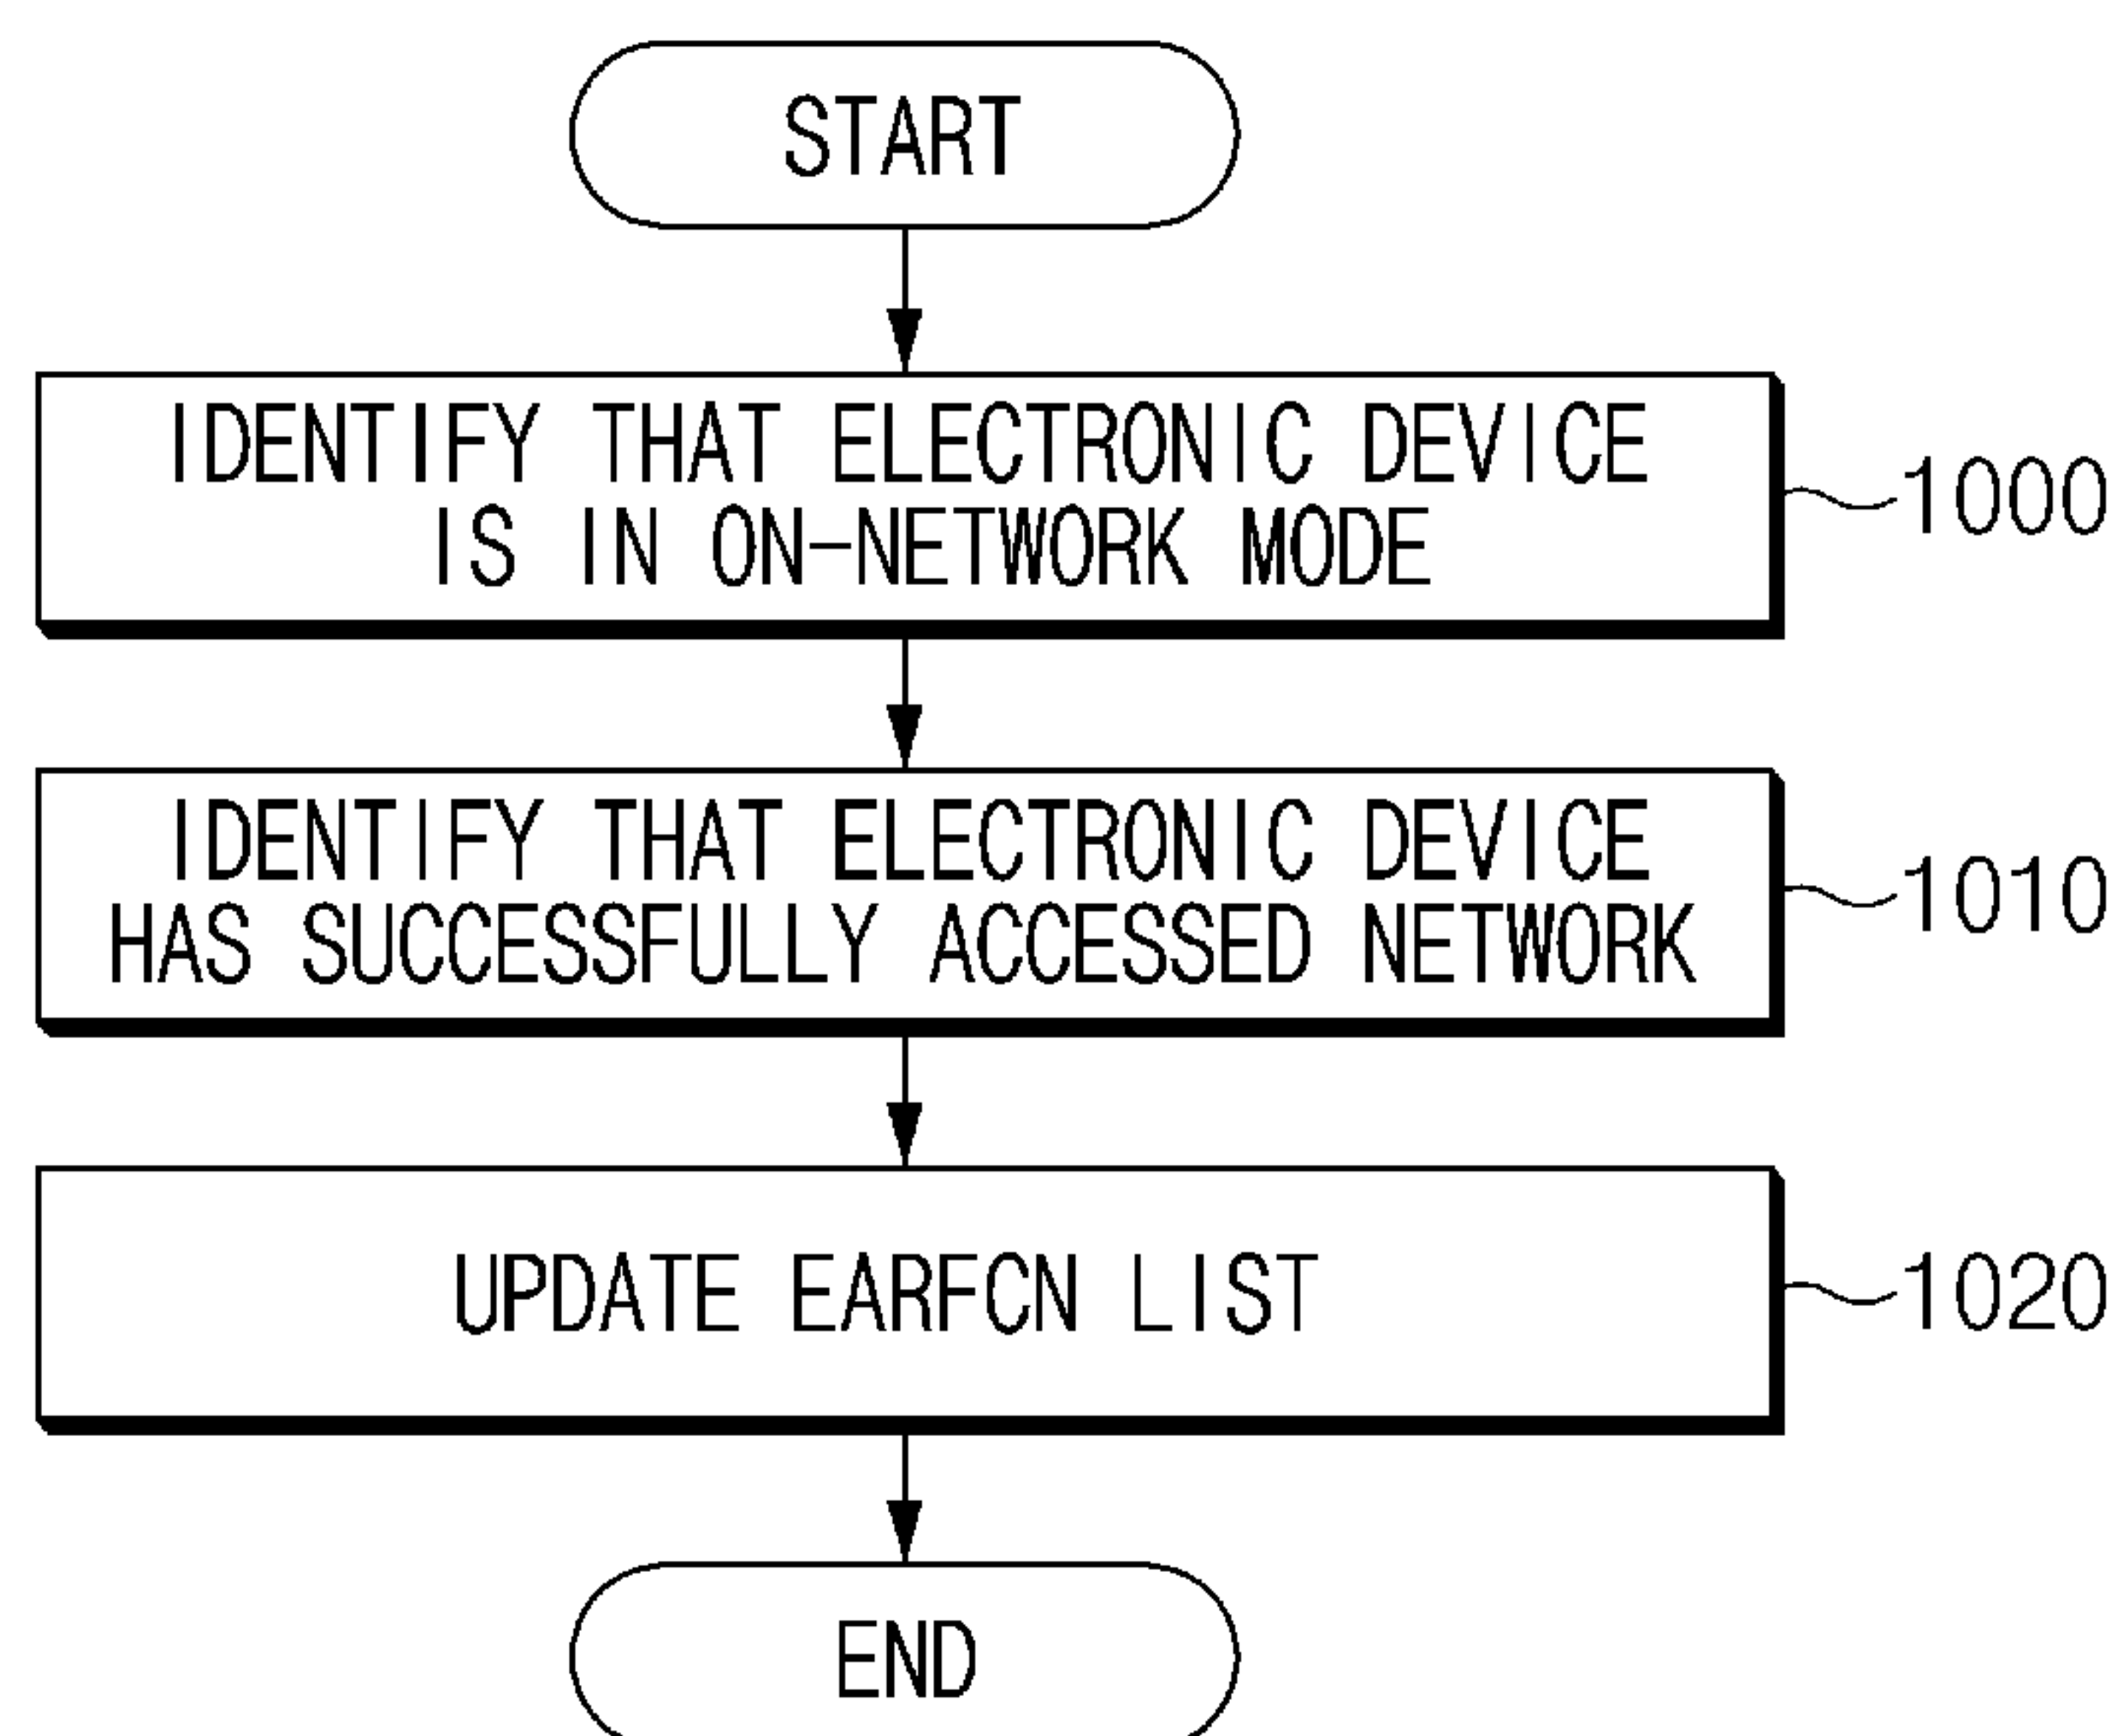 START
IDENTIFY THAT ELECTRONIC DEVICE
IS IN ON-NETWORK MODE
1000
IDENTIFY THAT ELECTRONIC DEVICE
HAS SUCCESSFULLY ACCESSED NETWORK
1010
UPDATE EARFCN LIST
1020
END